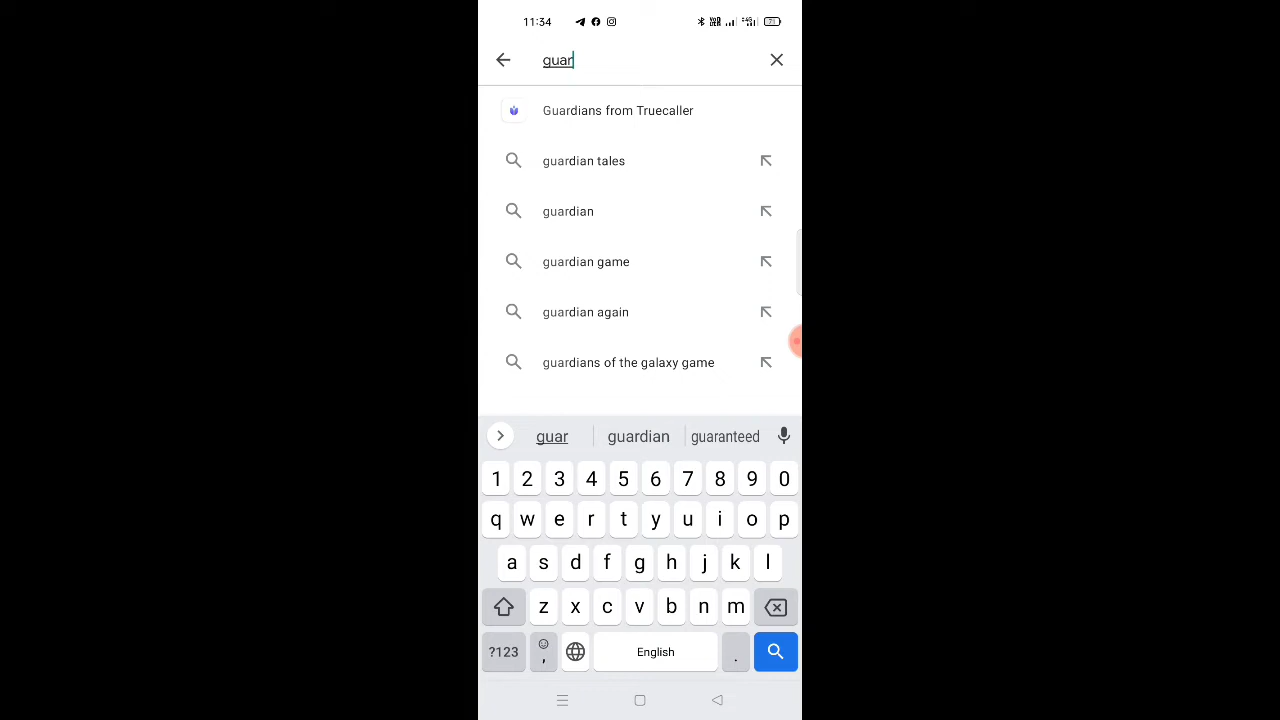 11:34
guar
Guardians from Truecaller
guardian tales
guardian
guardian game
guardian again
guardians of the galaxy game
guar guardian guaranteed
1 2 3 4 5 6 7 8 9 0
q w e r t y u i o p
a s d f g h j k l
z x c v b n m
?123 , English .